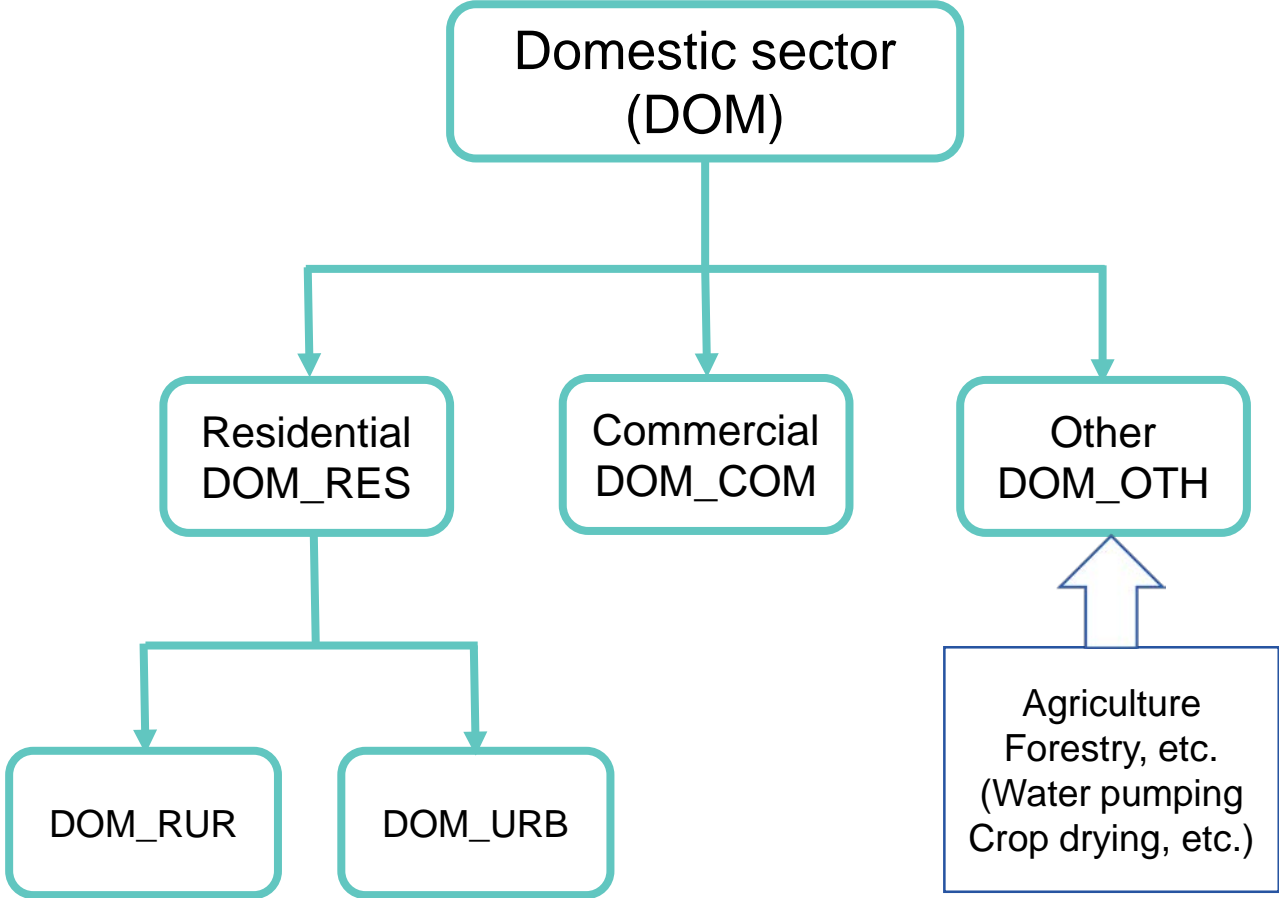 Domestic sector
(DOM)
Residential
DOM_RES
Commercial
DOM_COM
Other
DOM_OTH
DOM_RUR
DOM_URB
Agriculture
Forestry, etc.
(Water pumping
Crop drying, etc.)